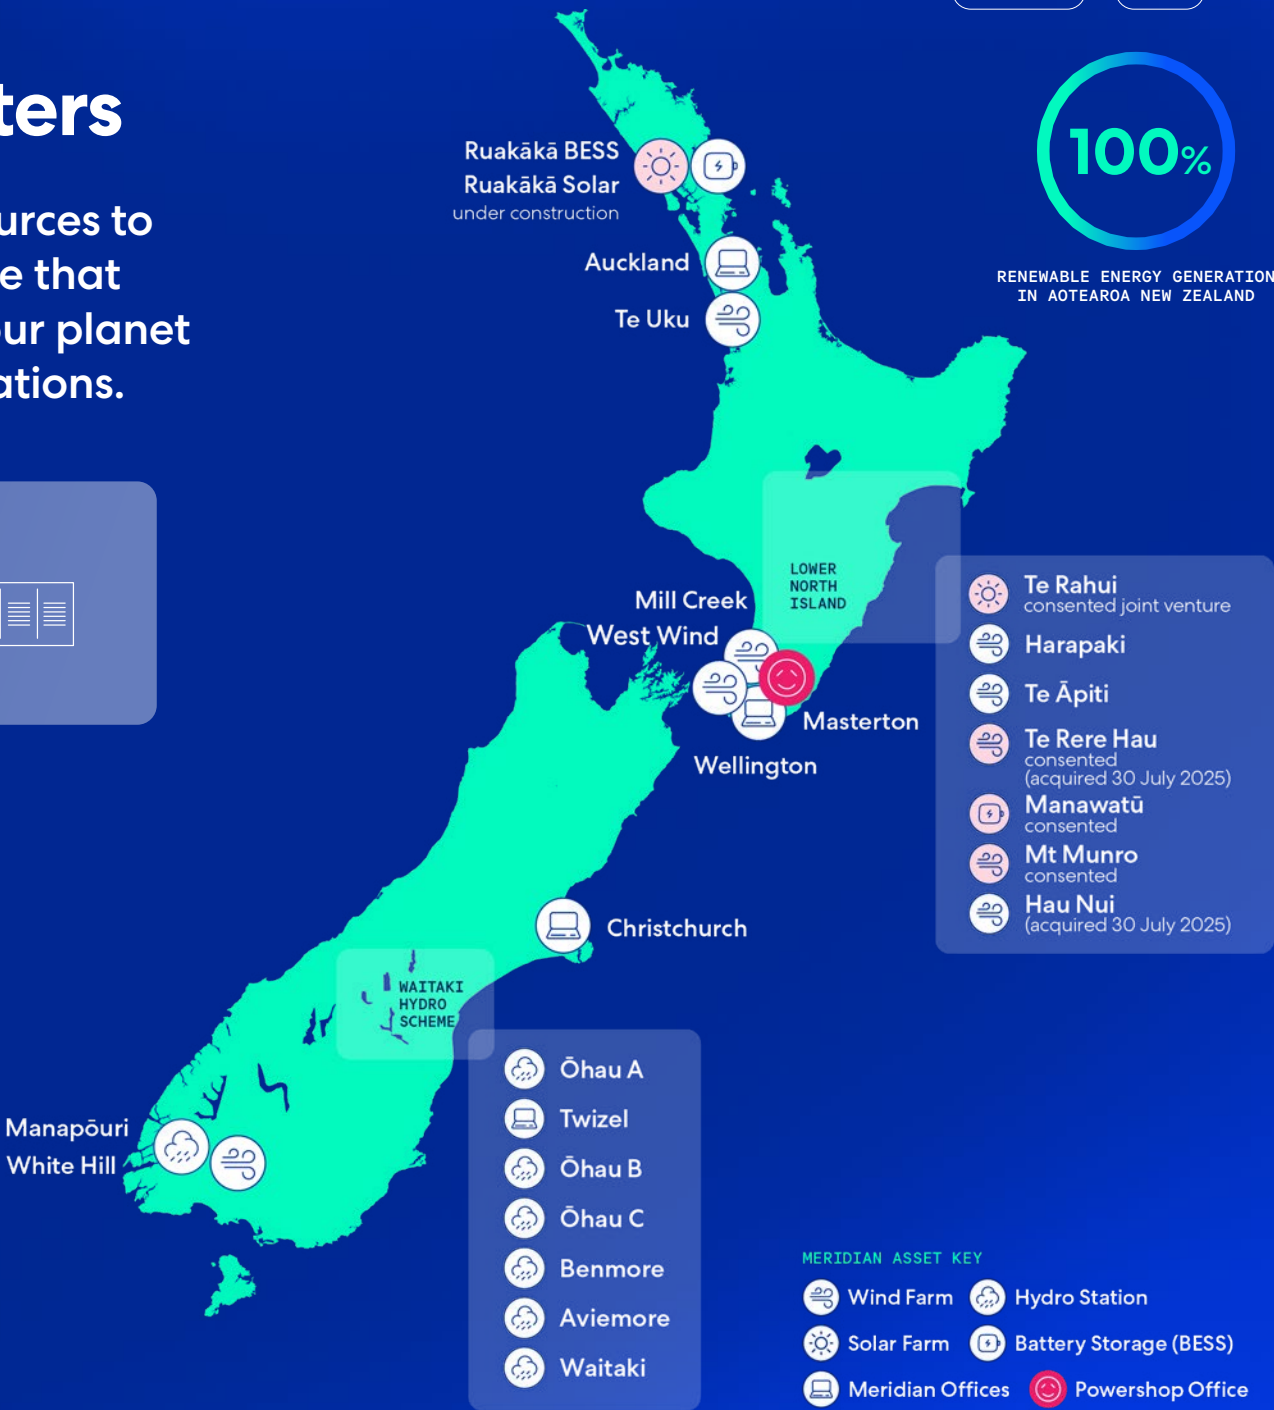 ters
urces to
e that
our planet
ations.
100%
RENEWABLE ENERGY GENERATION
IN AOTEAROA NEW ZEALAND
Ruakākā BESS
Ruakākā Solar
under construction
Auckland
Te Uku
LOWER
NORTH
ISLAND
Mill Creek
West Wind
Masterton
Wellington
Te Rahui
consented joint venture
Harapaki
Te Āpiti
Te Rere Hau
consented
(acquired 30 July 2025)
Manawatū
consented
Mt Munro
consented
Hau Nui
(acquired 30 July 2025)
Christchurch
WAITAKI
HYDRO
SCHEME
Manapōuri
White Hill
Ōhau A
Twizel
Ōhau B
Ōhau C
Benmore
Aviemore
Waitaki
MERIDIAN ASSET KEY
Wind Farm
Hydro Station
Solar Farm
Battery Storage (BESS)
Meridian Offices
Powershop Office